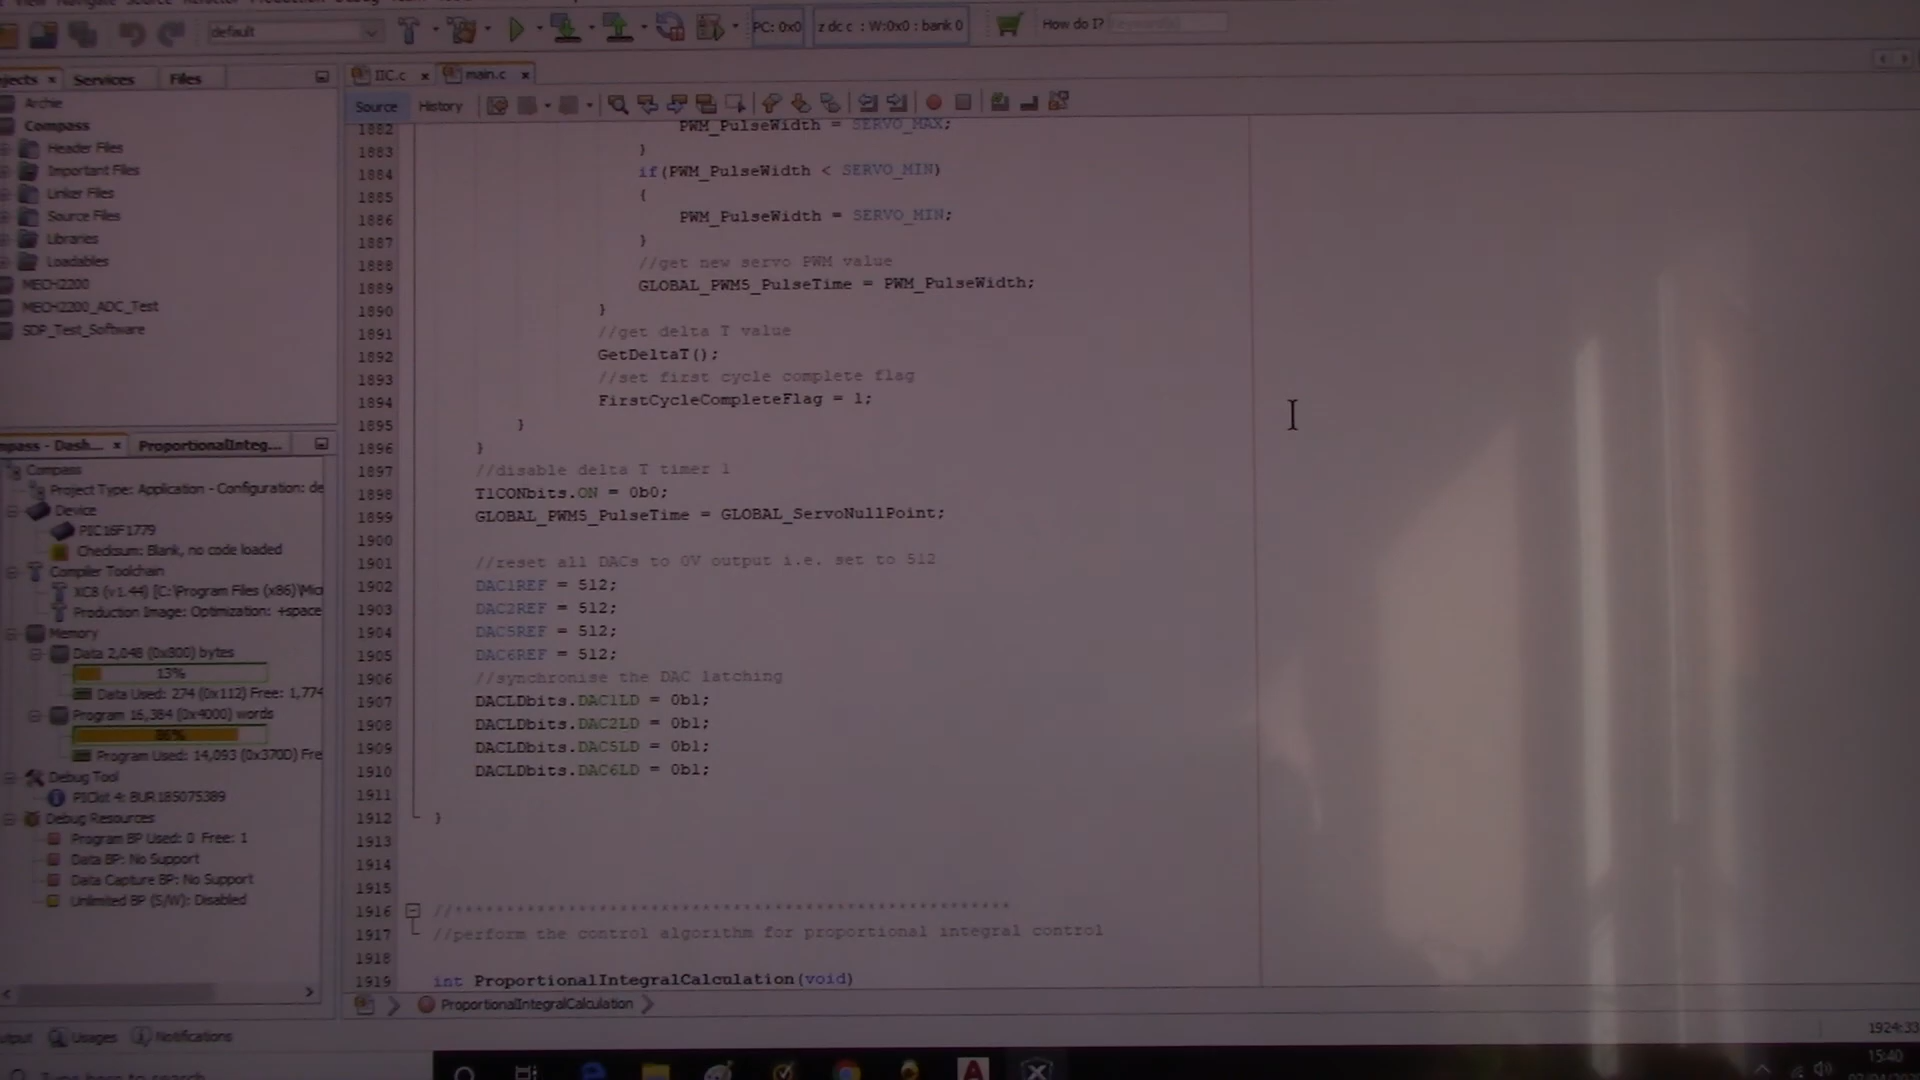 View Navigate Source Refactor Production Debug
default
PC: 0x0
z dc c : W:0x0 : bank 0
How do I?
jects
Services
Files
IIC.c
main.c
Source
History
Archie
Compass
Header Files
Important Files
Linker Files
Source Files
Libraries
Loadables
MECH2200
MECH2200_ADC_Test
SDP_Test_Software
1882 PWM_PulseWidth = SERVO_MAX;
1883 }
1884 if(PWM_PulseWidth < SERVO_MIN)
1885 {
1886 PWM_PulseWidth = SERVO_MIN;
1887 }
1888 //get new servo PWM value
1889 GLOBAL_PWM5_PulseTime = PWM_PulseWidth;
1890 }
1891 //get delta T value
1892 GetDeltaT();
1893 //set first cycle complete flag
1894 FirstCycleCompleteFlag = 1;
1895 }
1896 }
1897 //disable delta T timer 1
1898 T1CONbits.ON = 0b0;
1899 GLOBAL_PWM5_PulseTime = GLOBAL_ServoNullPoint;
1900
1901 //reset all DACs to 0V output i.e. set to 512
1902 DAC1REF = 512;
1903 DAC2REF = 512;
1904 DAC5REF = 512;
1905 DAC6REF = 512;
1906 //synchronise the DAC latching
1907 DACLDbits.DAC1LD = 0b1;
1908 DACLDbits.DAC2LD = 0b1;
1909 DACLDbits.DAC5LD = 0b1;
1910 DACLDbits.DAC6LD = 0b1;
1911
1912 }
1913
1914
1915
1916 //******************************************************
1917 //perform the control algorithm for proportional integral control
1918
1919 int ProportionalIntegralCalculation(void)
ProportionalIntegralCalculation
mpass - Dash...
ProportionalInteg...
Compass
Project Type: Application - Configuration: de
Device
PIC16F1779
Checksum: Blank, no code loaded
Compiler Toolchain
XC8 (v1.44) [C:\Program Files (x86)\Mic
Production Image: Optimization: +space
Memory
Data 2,048 (0x800) bytes
13%
Data Used: 274 (0x112) Free: 1,774
Program 16,384 (0x4000) words
86%
Program Used: 14,093 (0x370D) Fre
Debug Tool
PICkit 4: BUR185075389
Debug Resources
Program BP Used: 0 Free: 1
Data BP: No Support
Data Capture BP: No Support
Unlimited BP (S/W): Disabled
utput
Usages
Notifications
1924:33
Type here to search
15:40